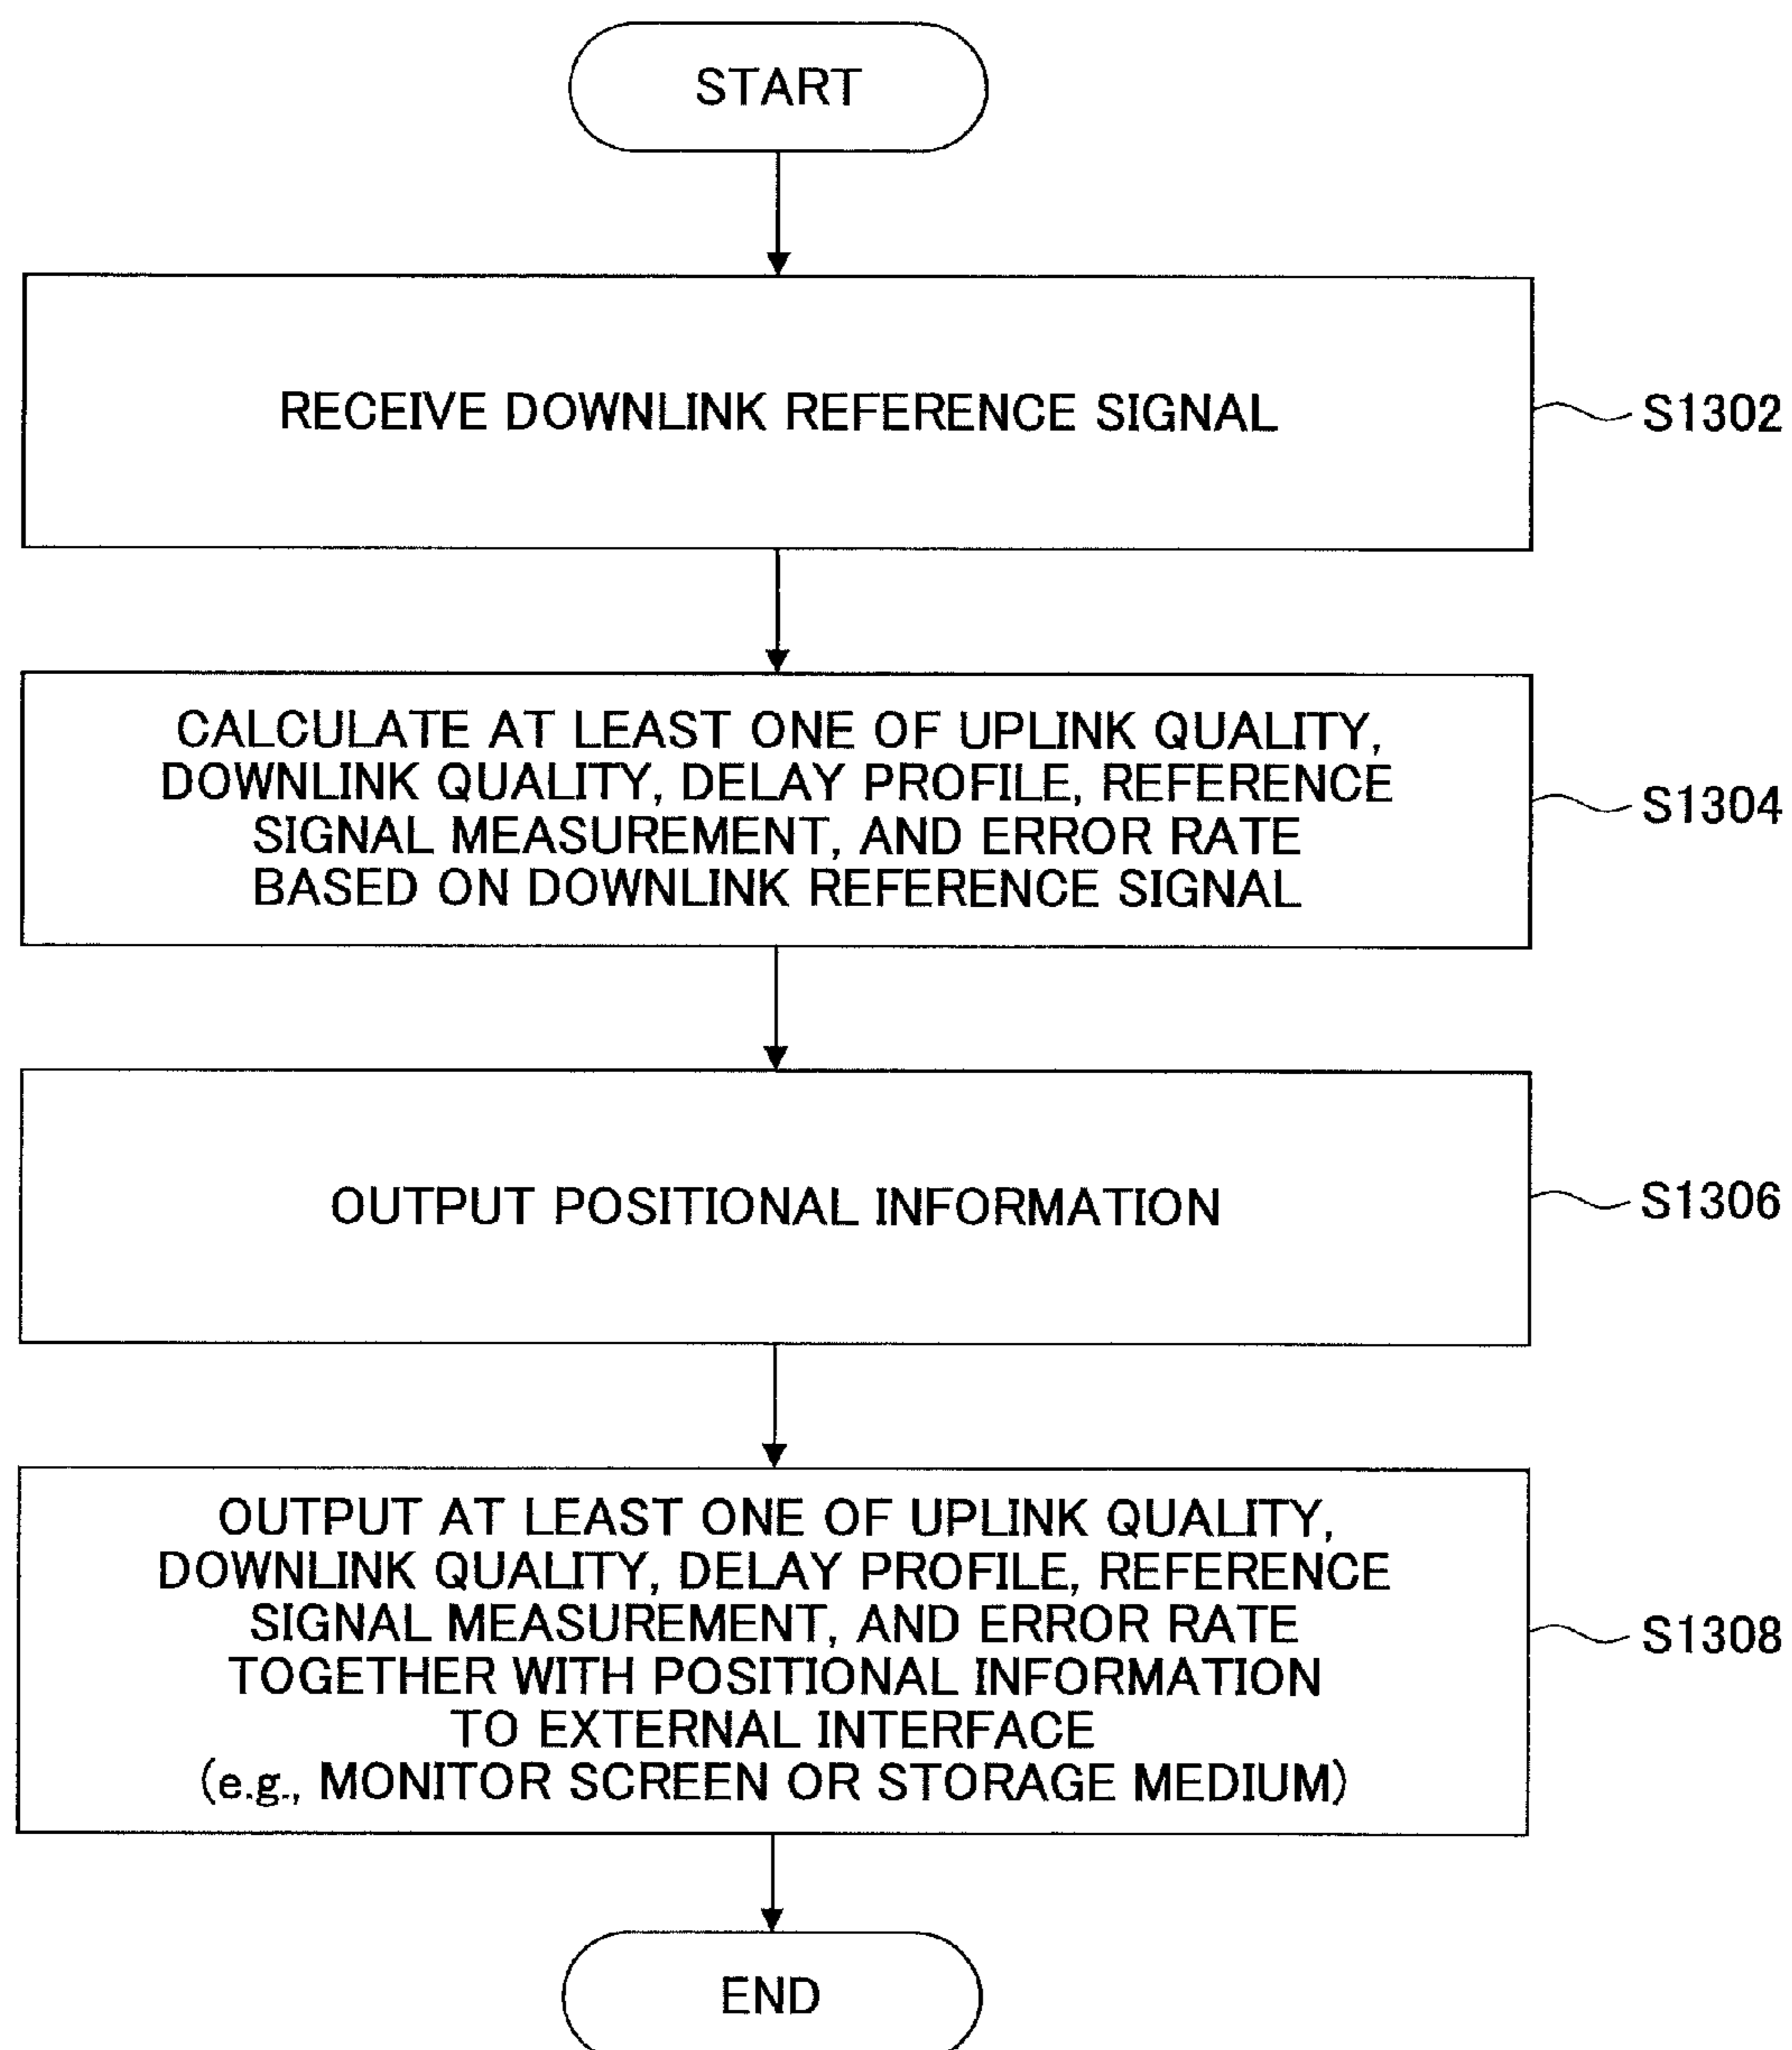 START
RECEIVE DOWNLINK REFERENCE SIGNAL
S1302
CALCULATE AT LEAST ONE OF UPLINK QUALITY,
DOWNLINK QUALITY, DELAY PROFILE, REFERENCE
SIGNAL MEASUREMENT, AND ERROR RATE
BASED ON DOWNLINK REFERENCE SIGNAL
S1304
OUTPUT POSITIONAL INFORMATION
S1306
OUTPUT AT LEAST ONE OF UPLINK QUALITY,
DOWNLINK QUALITY, DELAY PROFILE, REFERENCE
SIGNAL MEASUREMENT, AND ERROR RATE
TOGETHER WITH POSITIONAL INFORMATION
TO EXTERNAL INTERFACE
(e.g., MONITOR SCREEN OR STORAGE MEDIUM)
S1308
END